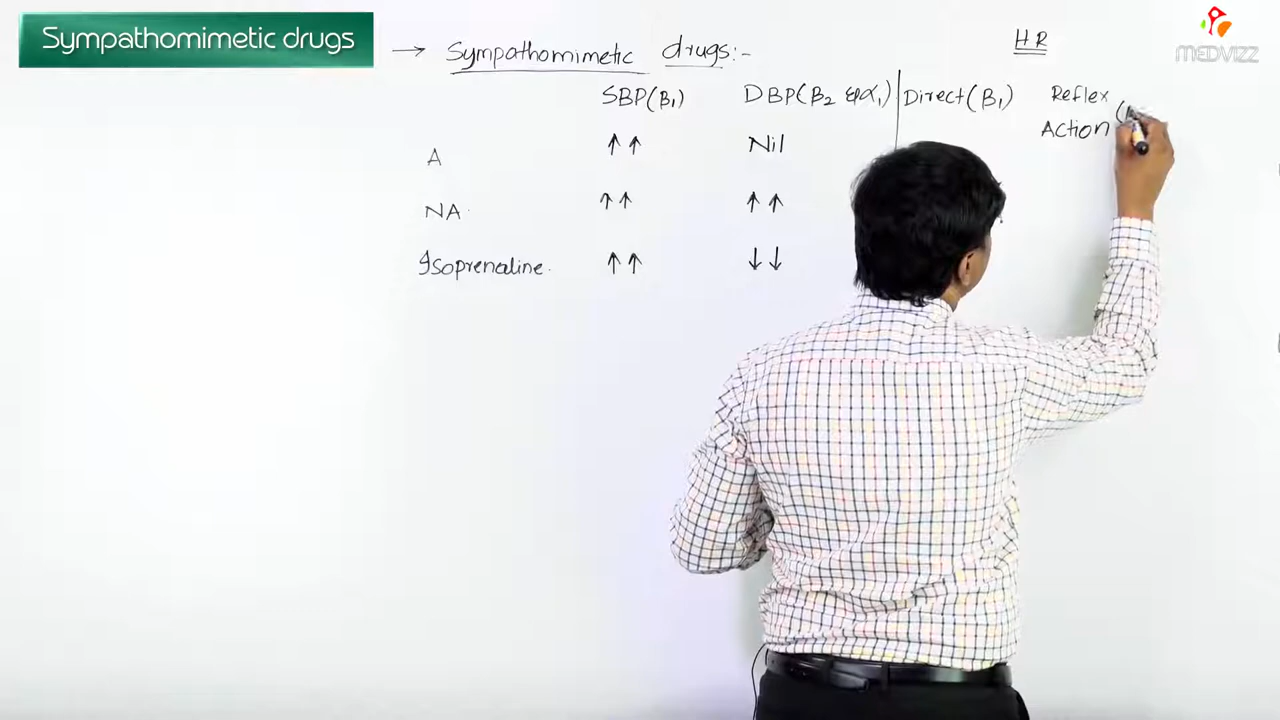 Sympathomimetic drugs
→ Sympathomimetic drugs:-
HR
MEDVIZZ
SBP(B₁) DBP(B₂ & α₁) Direct(B₁) Reflex Action (
A ↑↑ Nil
NA. ↑↑ ↑↑
Isoprenaline. ↑↑ ↓↓